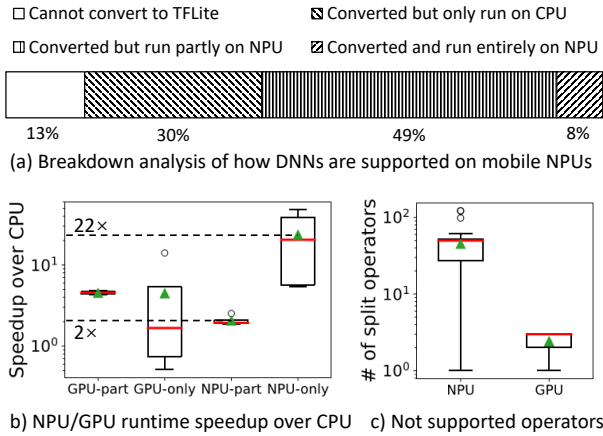 Cannot convert to TFLite
Converted but only run on CPU
Converted but run partly on NPU
Converted and run entirely on NPU
13% 30% 49% 8%
(a) Breakdown analysis of how DNNs are supported on mobile NPUs
Speedup over CPU
10¹
10⁰
22×
2×
GPU-part GPU-only NPU-part NPU-only
# of split operators
10²
10¹
10⁰
NPU GPU
b) NPU/GPU runtime speedup over CPU
c) Not supported operators